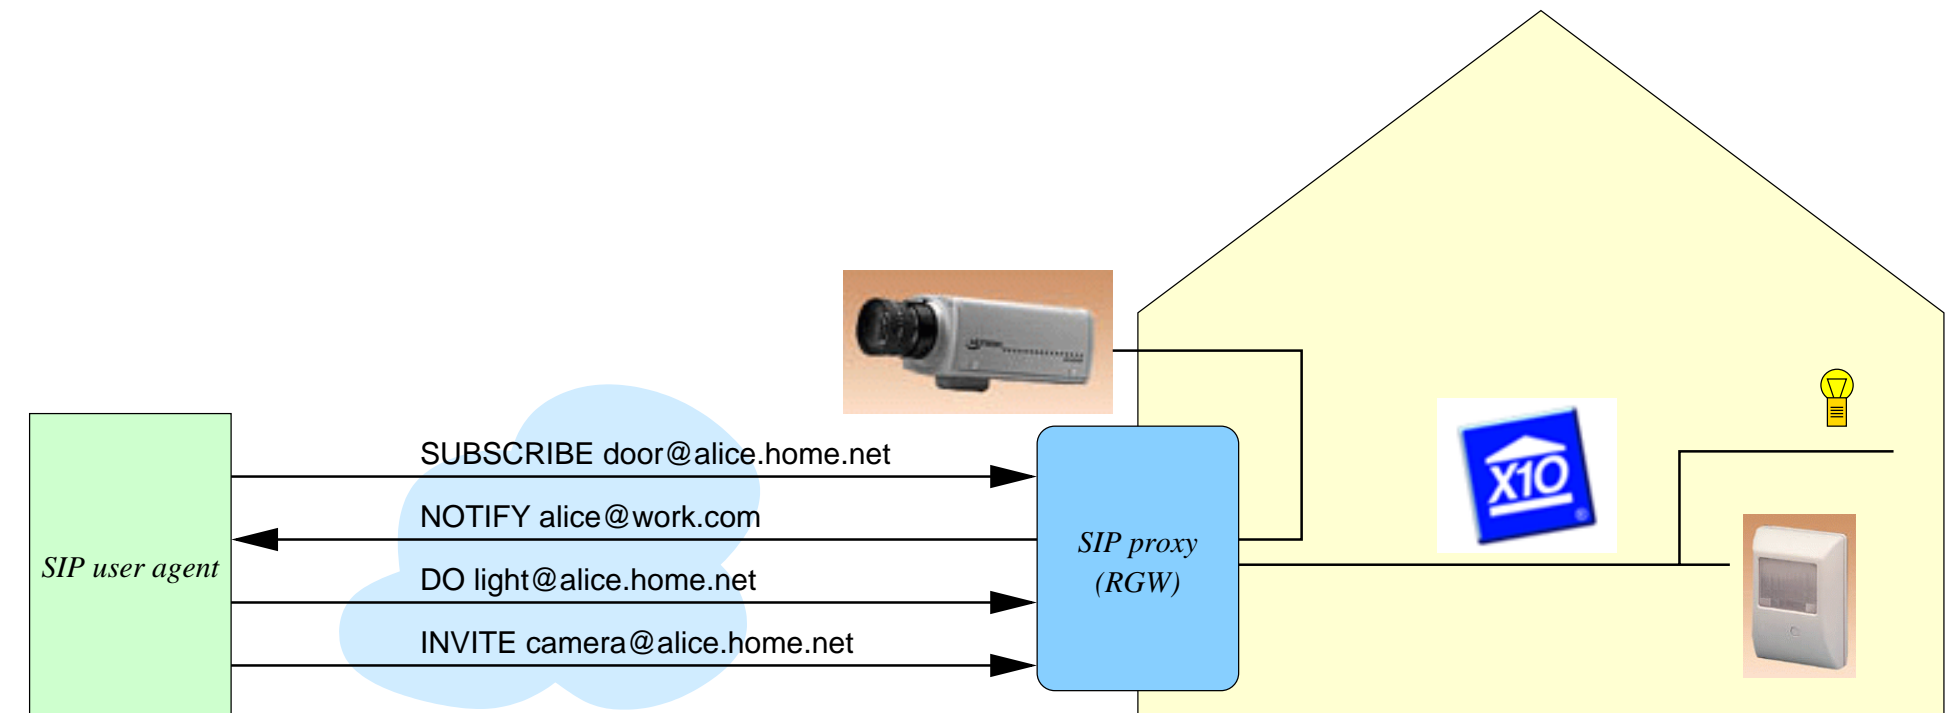 SUBSCRIBE door@alice.home.net
NOTIFY alice@work.com
DO light@alice.home.net
INVITE camera@alice.home.net
SIP user agent
SIP proxy
(RGW)
X10
®